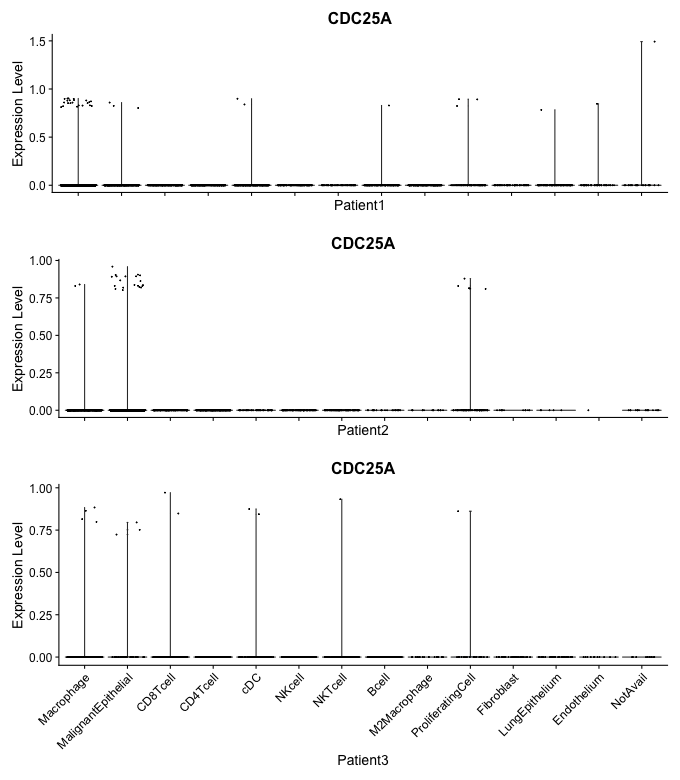 CDC25A
Expression Level
1.5
1.0
0.5
0.0
Patient1
CDC25A
Expression Level
1.00
0.75
0.50
0.25
0.00
Patient2
CDC25A
Expression Level
1.00
0.75
0.50
0.25
0.00
Macrophage
MalignantEpithelial
CD8Tcell
CD4Tcell
cDC
NKcell
NKTcell
Bcell
M2Macrophage
ProliferatingCell
Fibroblast
LungEpithelium
Endothelium
NotAvail
Patient3